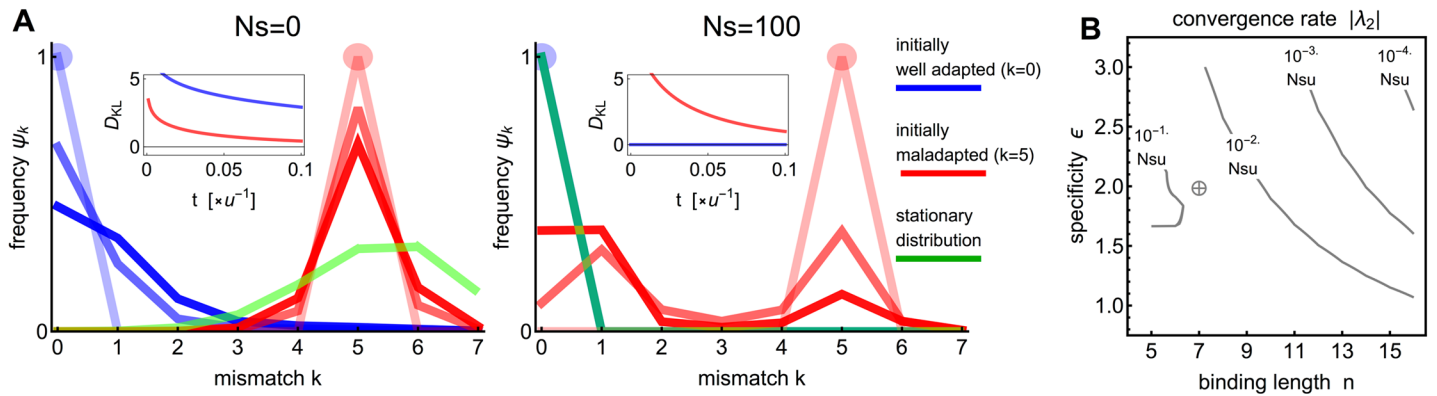 A
Ns=0
1
0
frequency ψk
0 1 2 3 4 5 6 7
mismatch k
5
0
DKL
0 0.05 0.1
t [×u⁻¹]
Ns=100
1
0
frequency ψk
0 1 2 3 4 5 6 7
mismatch k
5
0
DKL
0 0.05 0.1
t [×u⁻¹]
initially
well adapted (k=0)
initially
maladapted (k=5)
stationary
distribution
B
convergence rate |λ₂|
3.0
2.5
2.0
1.5
1.0
specificity ϵ
10⁻¹·
Nsu
10⁻²·
Nsu
10⁻³·
Nsu
10⁻⁴·
Nsu
5 7 9 11 13 15
binding length n